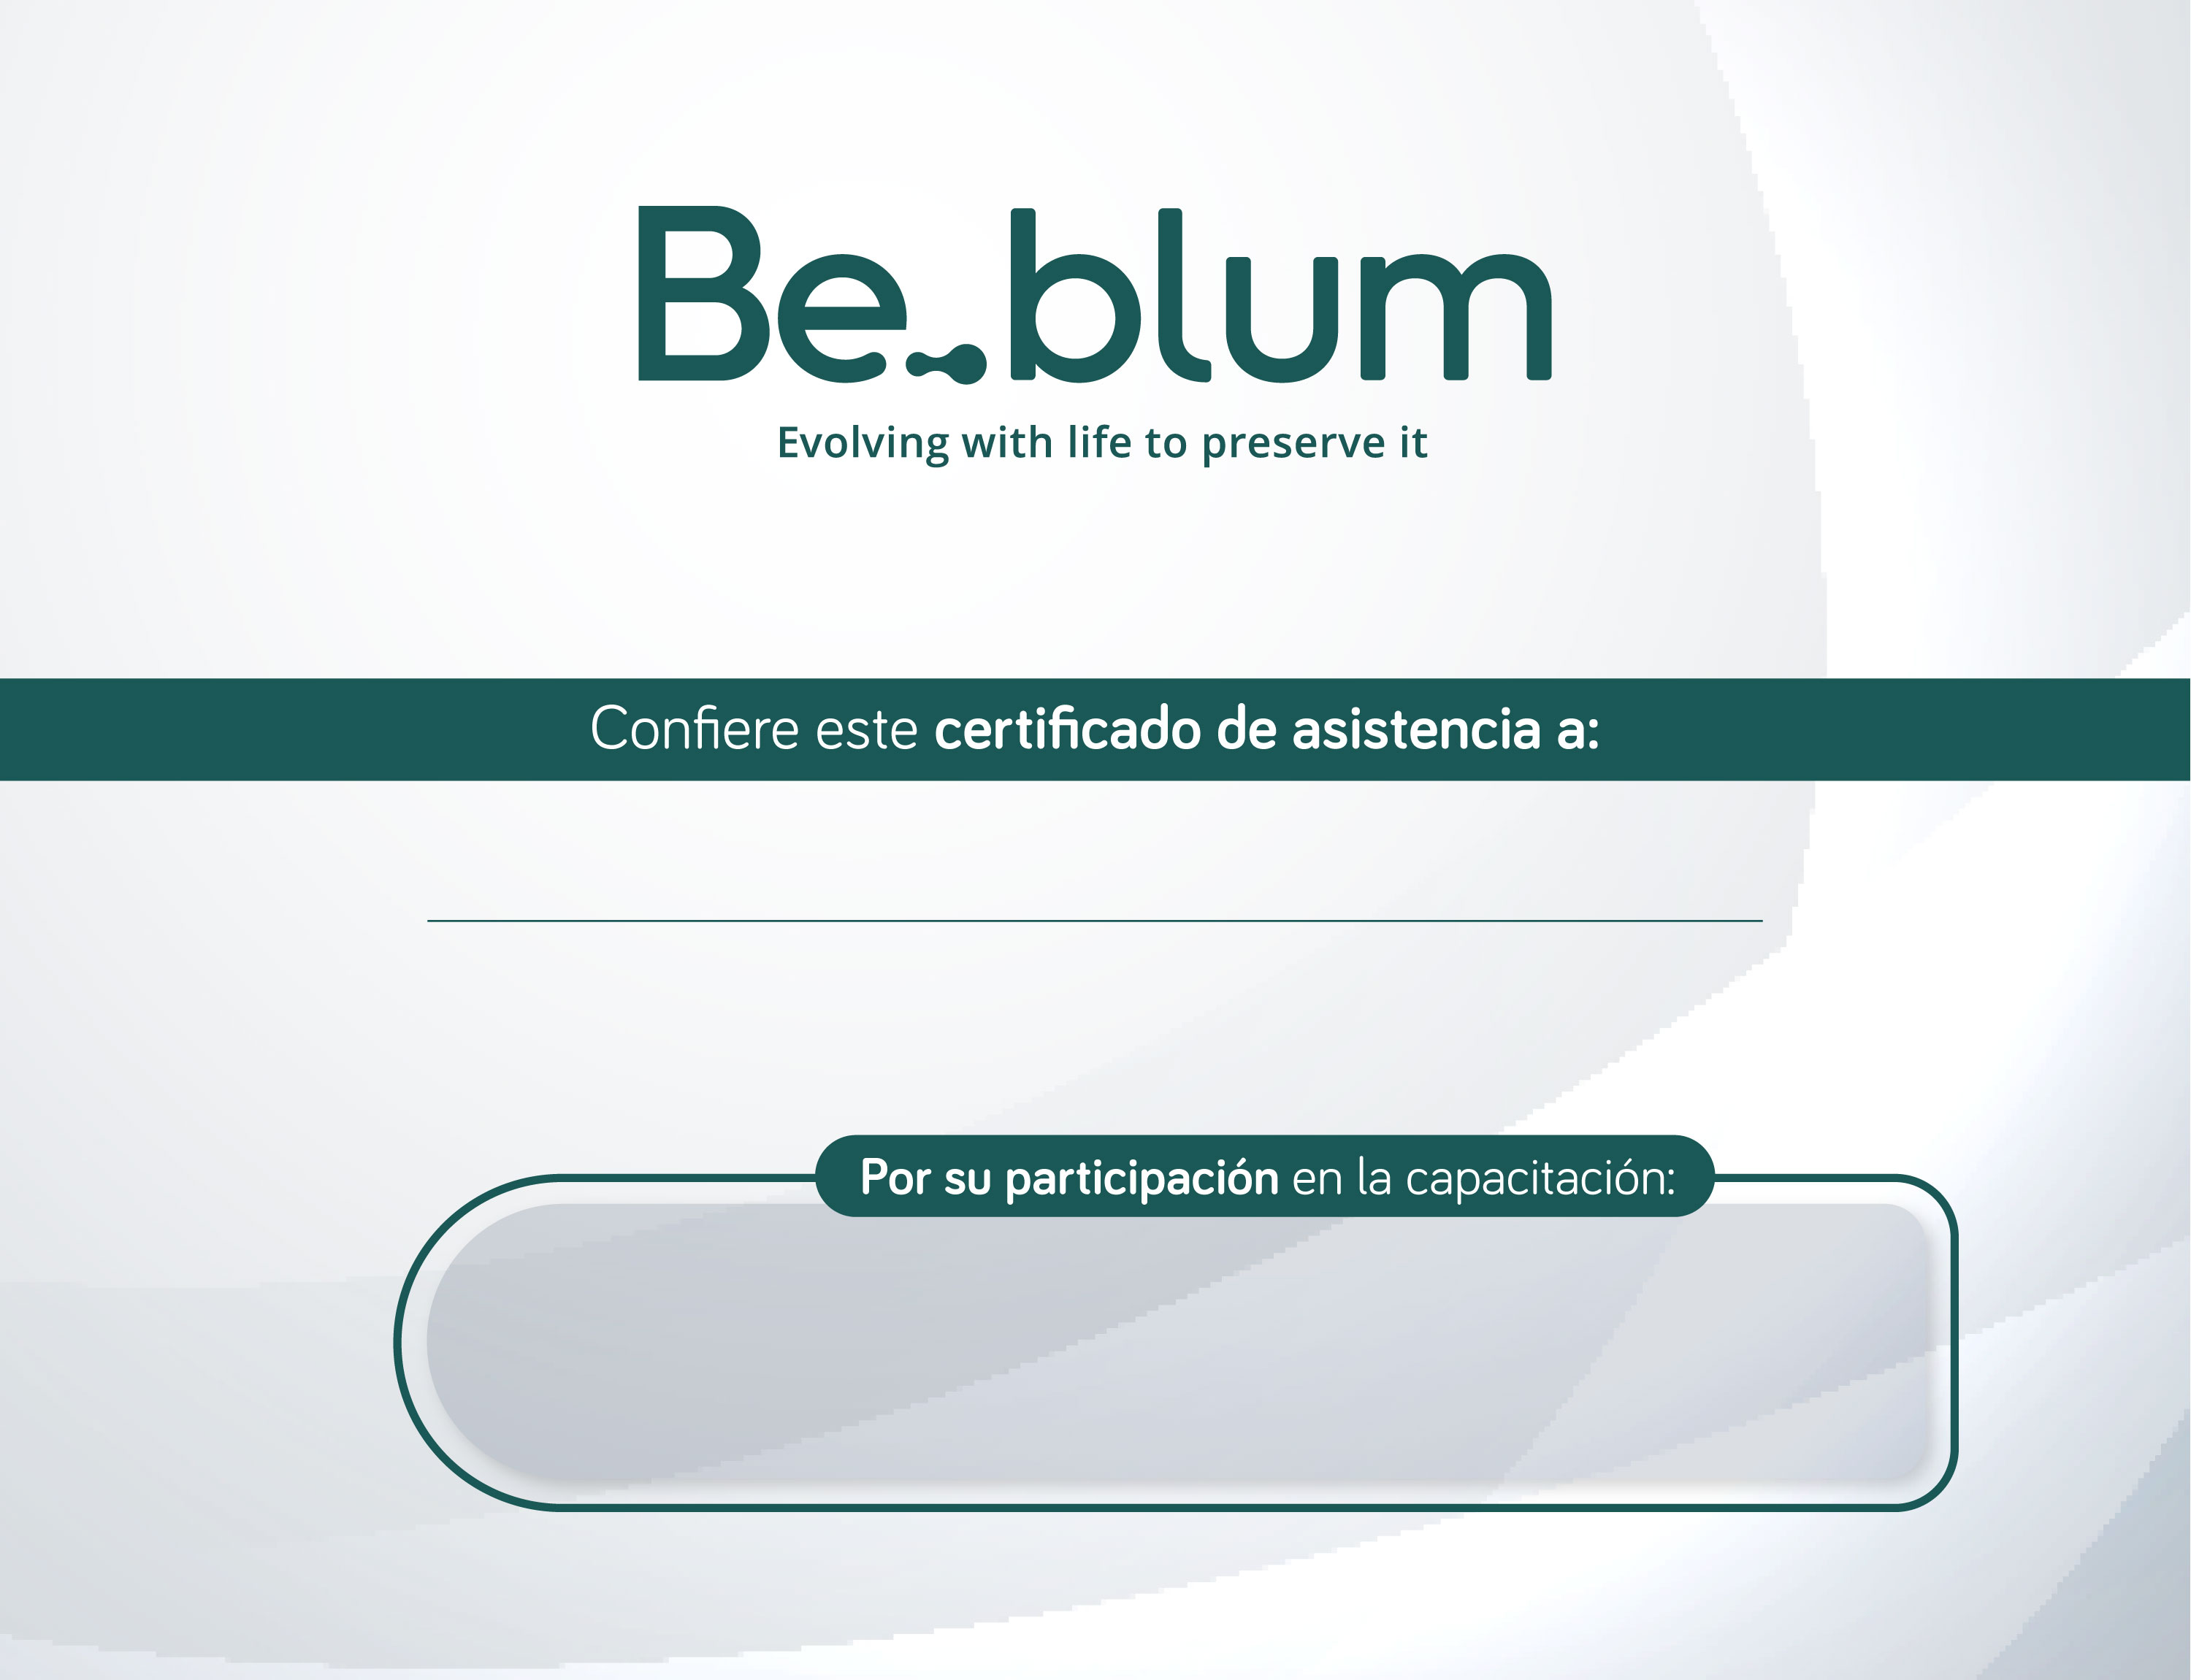 Be.blum
Evolving with life to preserve it
Confiere este certificado de asistencia a:
Por su participación en la capacitación: